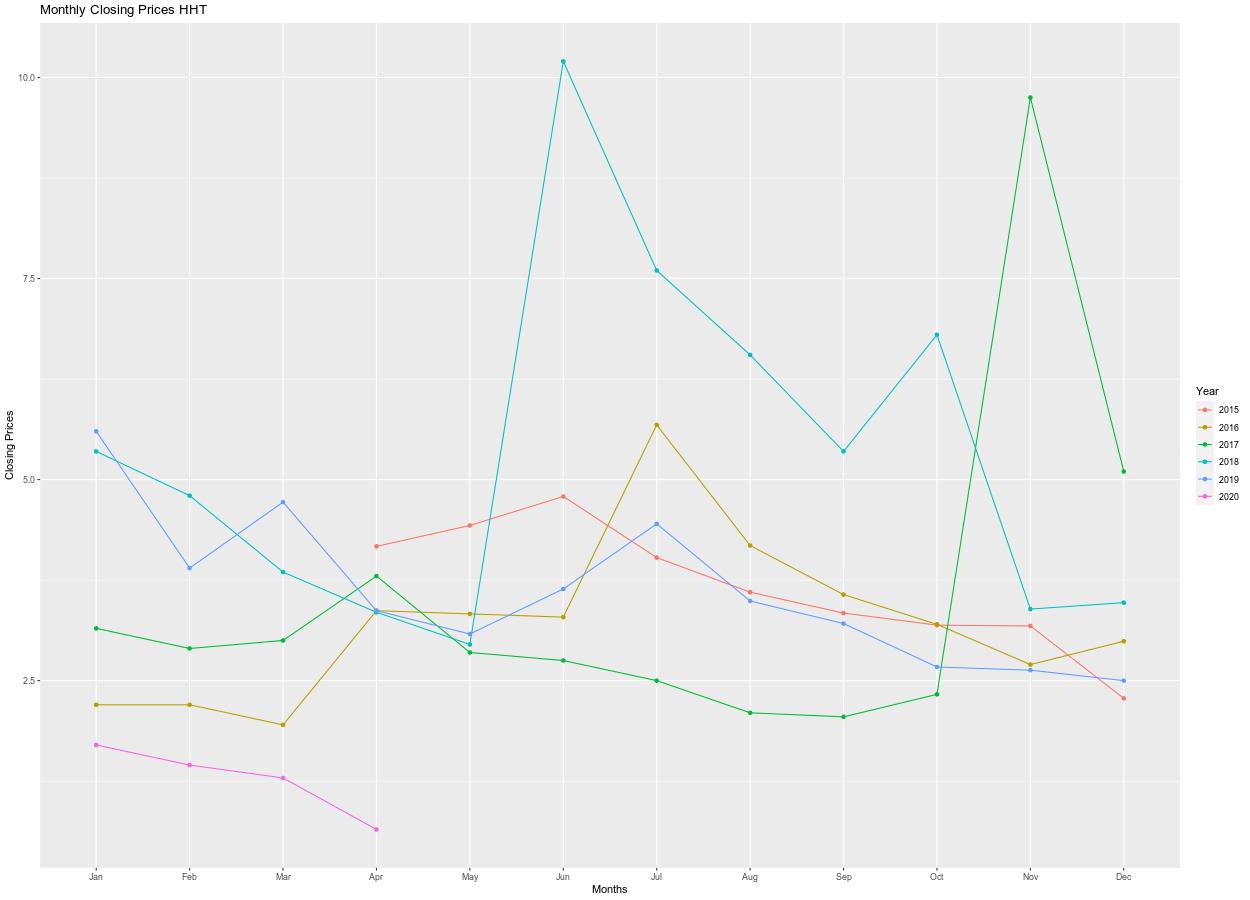 Monthly Closing Prices HHT
10.0
7.5
5.0
2.5
Closing Prices
Jan Feb Mar Apr May Jun Jul Aug Sep Oct Nov Dec
Months
Year
2015
2016
2017
2018
2019
2020